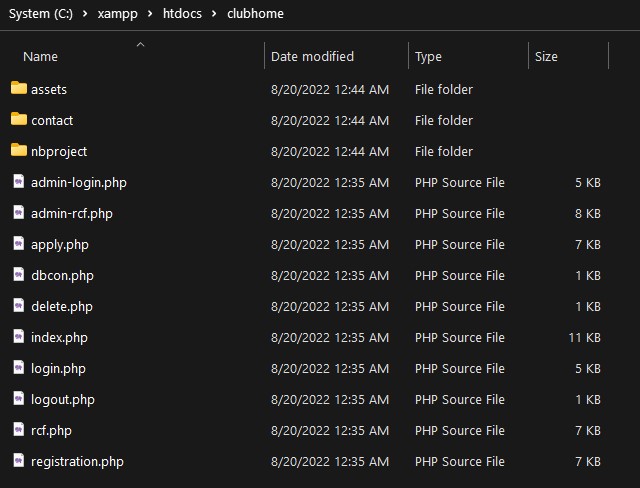 System (C:) > xampp > htdocs > clubhome
Name Date modified Type Size
assets 8/20/2022 12:44 AM File folder
contact 8/20/2022 12:44 AM File folder
nbproject 8/20/2022 12:44 AM File folder
admin-login.php 8/20/2022 12:35 AM PHP Source File 5 KB
admin-rcf.php 8/20/2022 12:35 AM PHP Source File 8 KB
apply.php 8/20/2022 12:35 AM PHP Source File 7 KB
dbcon.php 8/20/2022 12:35 AM PHP Source File 1 KB
delete.php 8/20/2022 12:35 AM PHP Source File 1 KB
index.php 8/20/2022 12:35 AM PHP Source File 11 KB
login.php 8/20/2022 12:35 AM PHP Source File 5 KB
logout.php 8/20/2022 12:35 AM PHP Source File 1 KB
rcf.php 8/20/2022 12:35 AM PHP Source File 7 KB
registration.php 8/20/2022 12:35 AM PHP Source File 7 KB